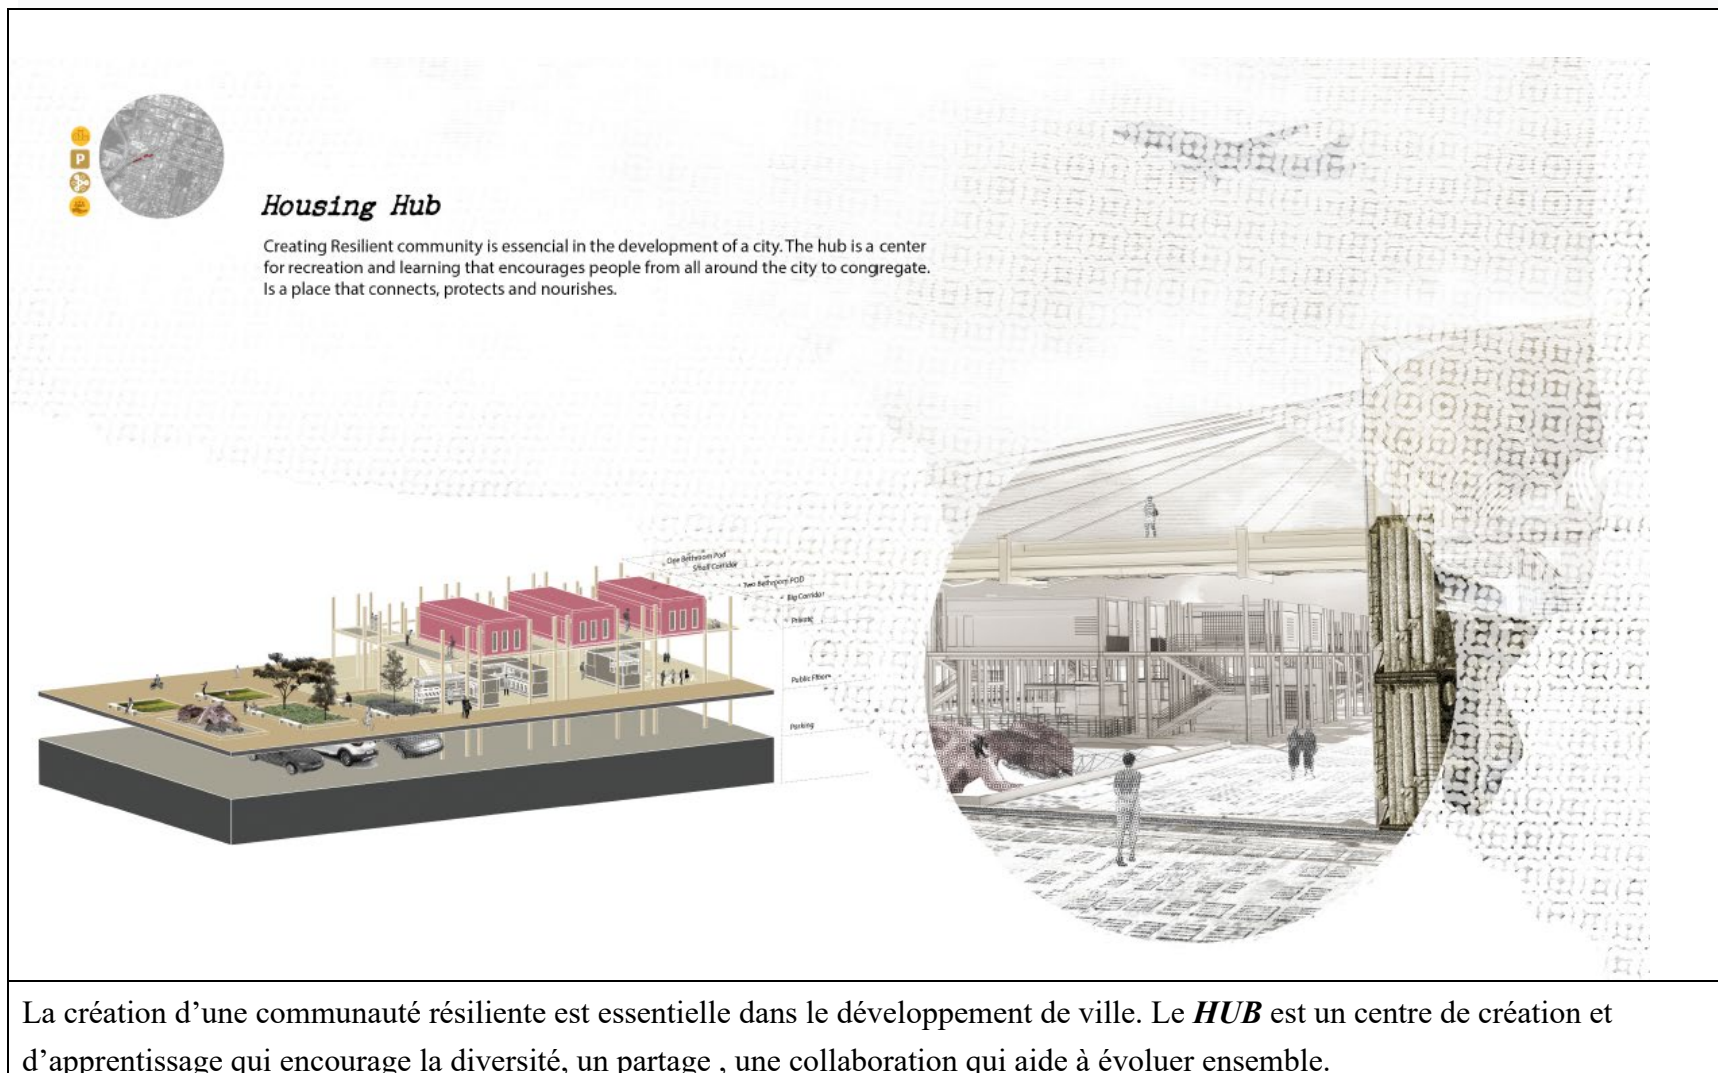 P
Housing Hub
Creating Resilient community is essencial in the development of a city. The hub is a center
for recreation and learning that encourages people from all around the city to congregate.
Is a place that connects, protects and nourishes.
One Bethroom Pod
Small Corridor
Two Bethroom POD
Big Corridor
Private
Public Floor
Parking
La création d’une communauté résiliente est essentielle dans le développement de ville. Le HUB est un centre de création et
d’apprentissage qui encourage la diversité, un partage , une collaboration qui aide à évoluer ensemble.